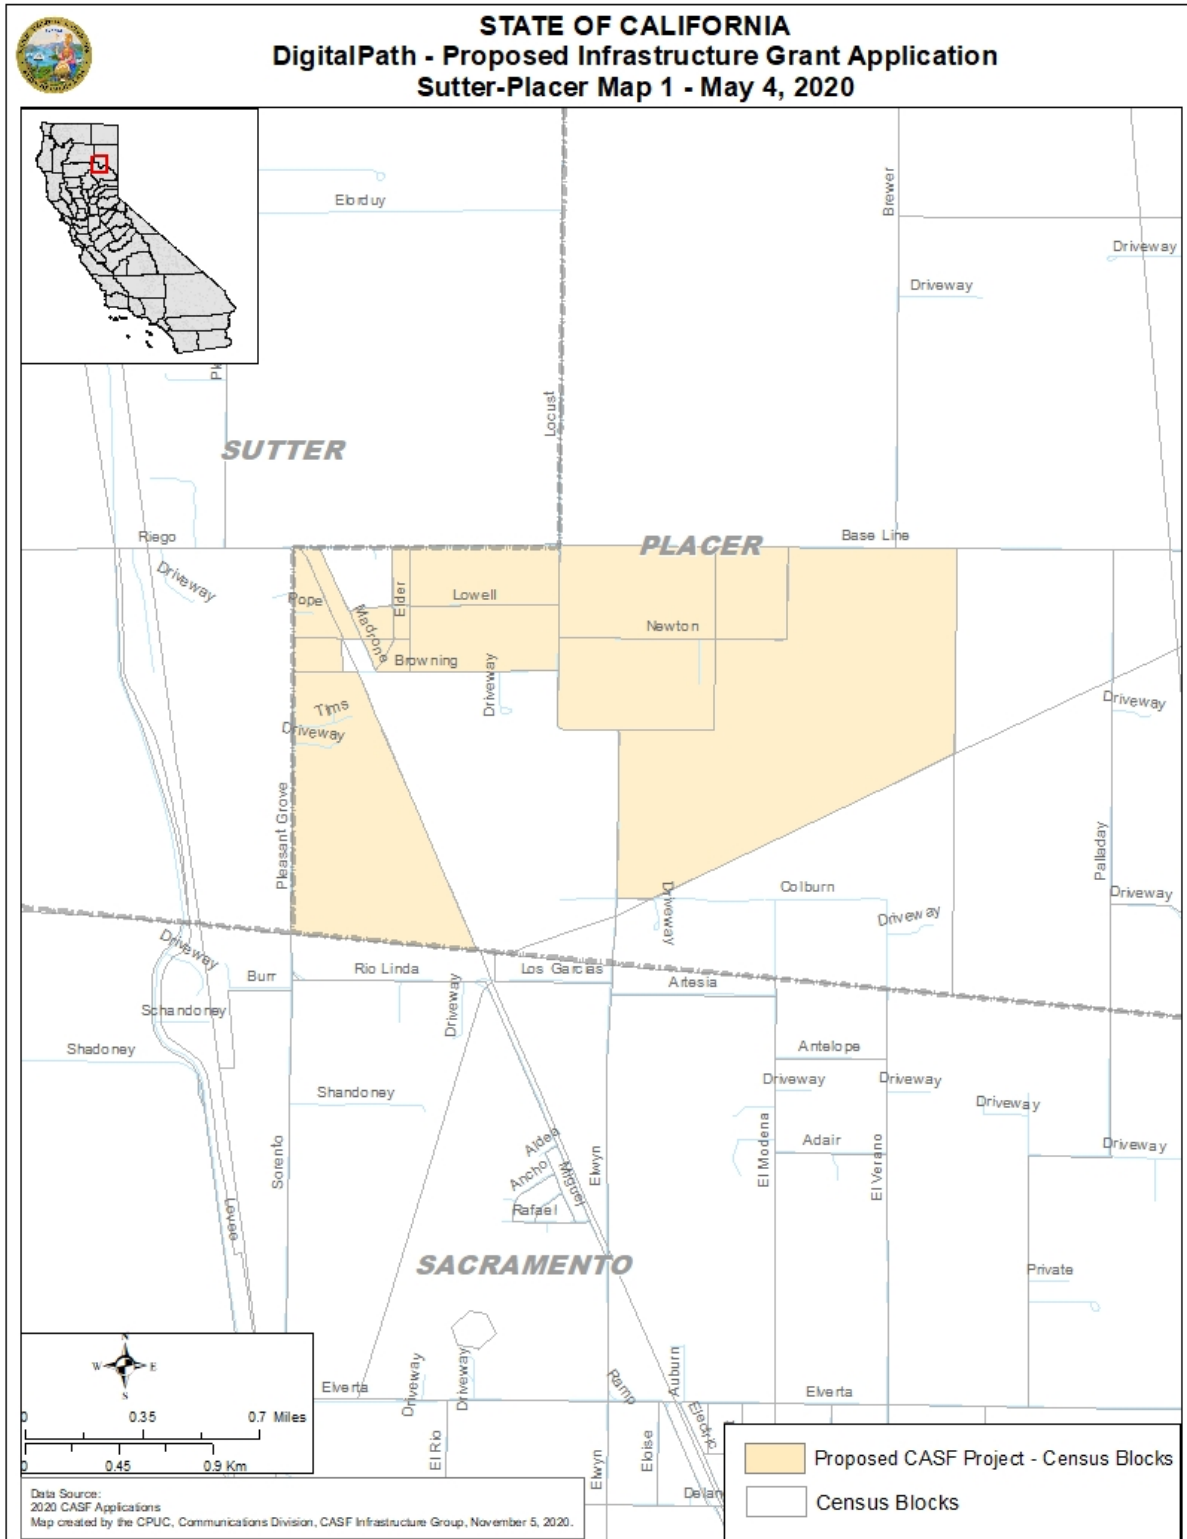 STATE OF CALIFORNIA
DigitalPath - Proposed Infrastructure Grant Application
Sutter-Placer Map 1 - May 4, 2020
Elorduy
Brewer
Driveway
Driveway
Locust
SUTTER
Riego
PLACER
Base Line
Driveway
Pope
Elder
Lowell
Madrone
Newton
Browning
Driveway
Tims
Driveway
Driveway
Pleasant Grove
Palladay
Colburn
Driveway
Driveway
Driveway
Driveway
Burr
Rio Linda
Los Garcias
Artesia
Driveway
Schandoney
Shadoney
Antelope
Driveway
Driveway
Shandoney
Driveway
Sorento
Aldea
Ancho
Miguel
Rafael
Elwyn
El Modena
Adair
El Verano
Driveway
Levee
SACRAMENTO
Private
N
W E
S
Elverta
Driveway
Driveway
Ramp
Auburn
Elverta
0 0.35 0.7 Miles
0 0.45 0.9 Km
El Rio
Elwyn
Eloise
Electric
Proposed CASF Project - Census Blocks
Census Blocks
Data Source:
2020 CASF Applications
Map created by the CPUC, Communications Division, CASF Infrastructure Group, November 5, 2020.